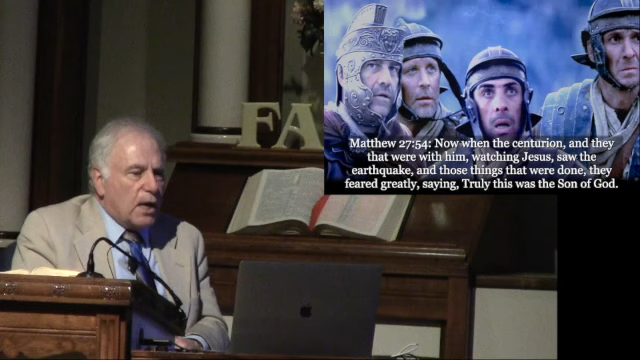 FA
Matthew 27:54: Now when the centurion, and they
that were with him, watching Jesus, saw the
earthquake, and those things that were done, they
feared greatly, saying, Truly this was the Son of God.